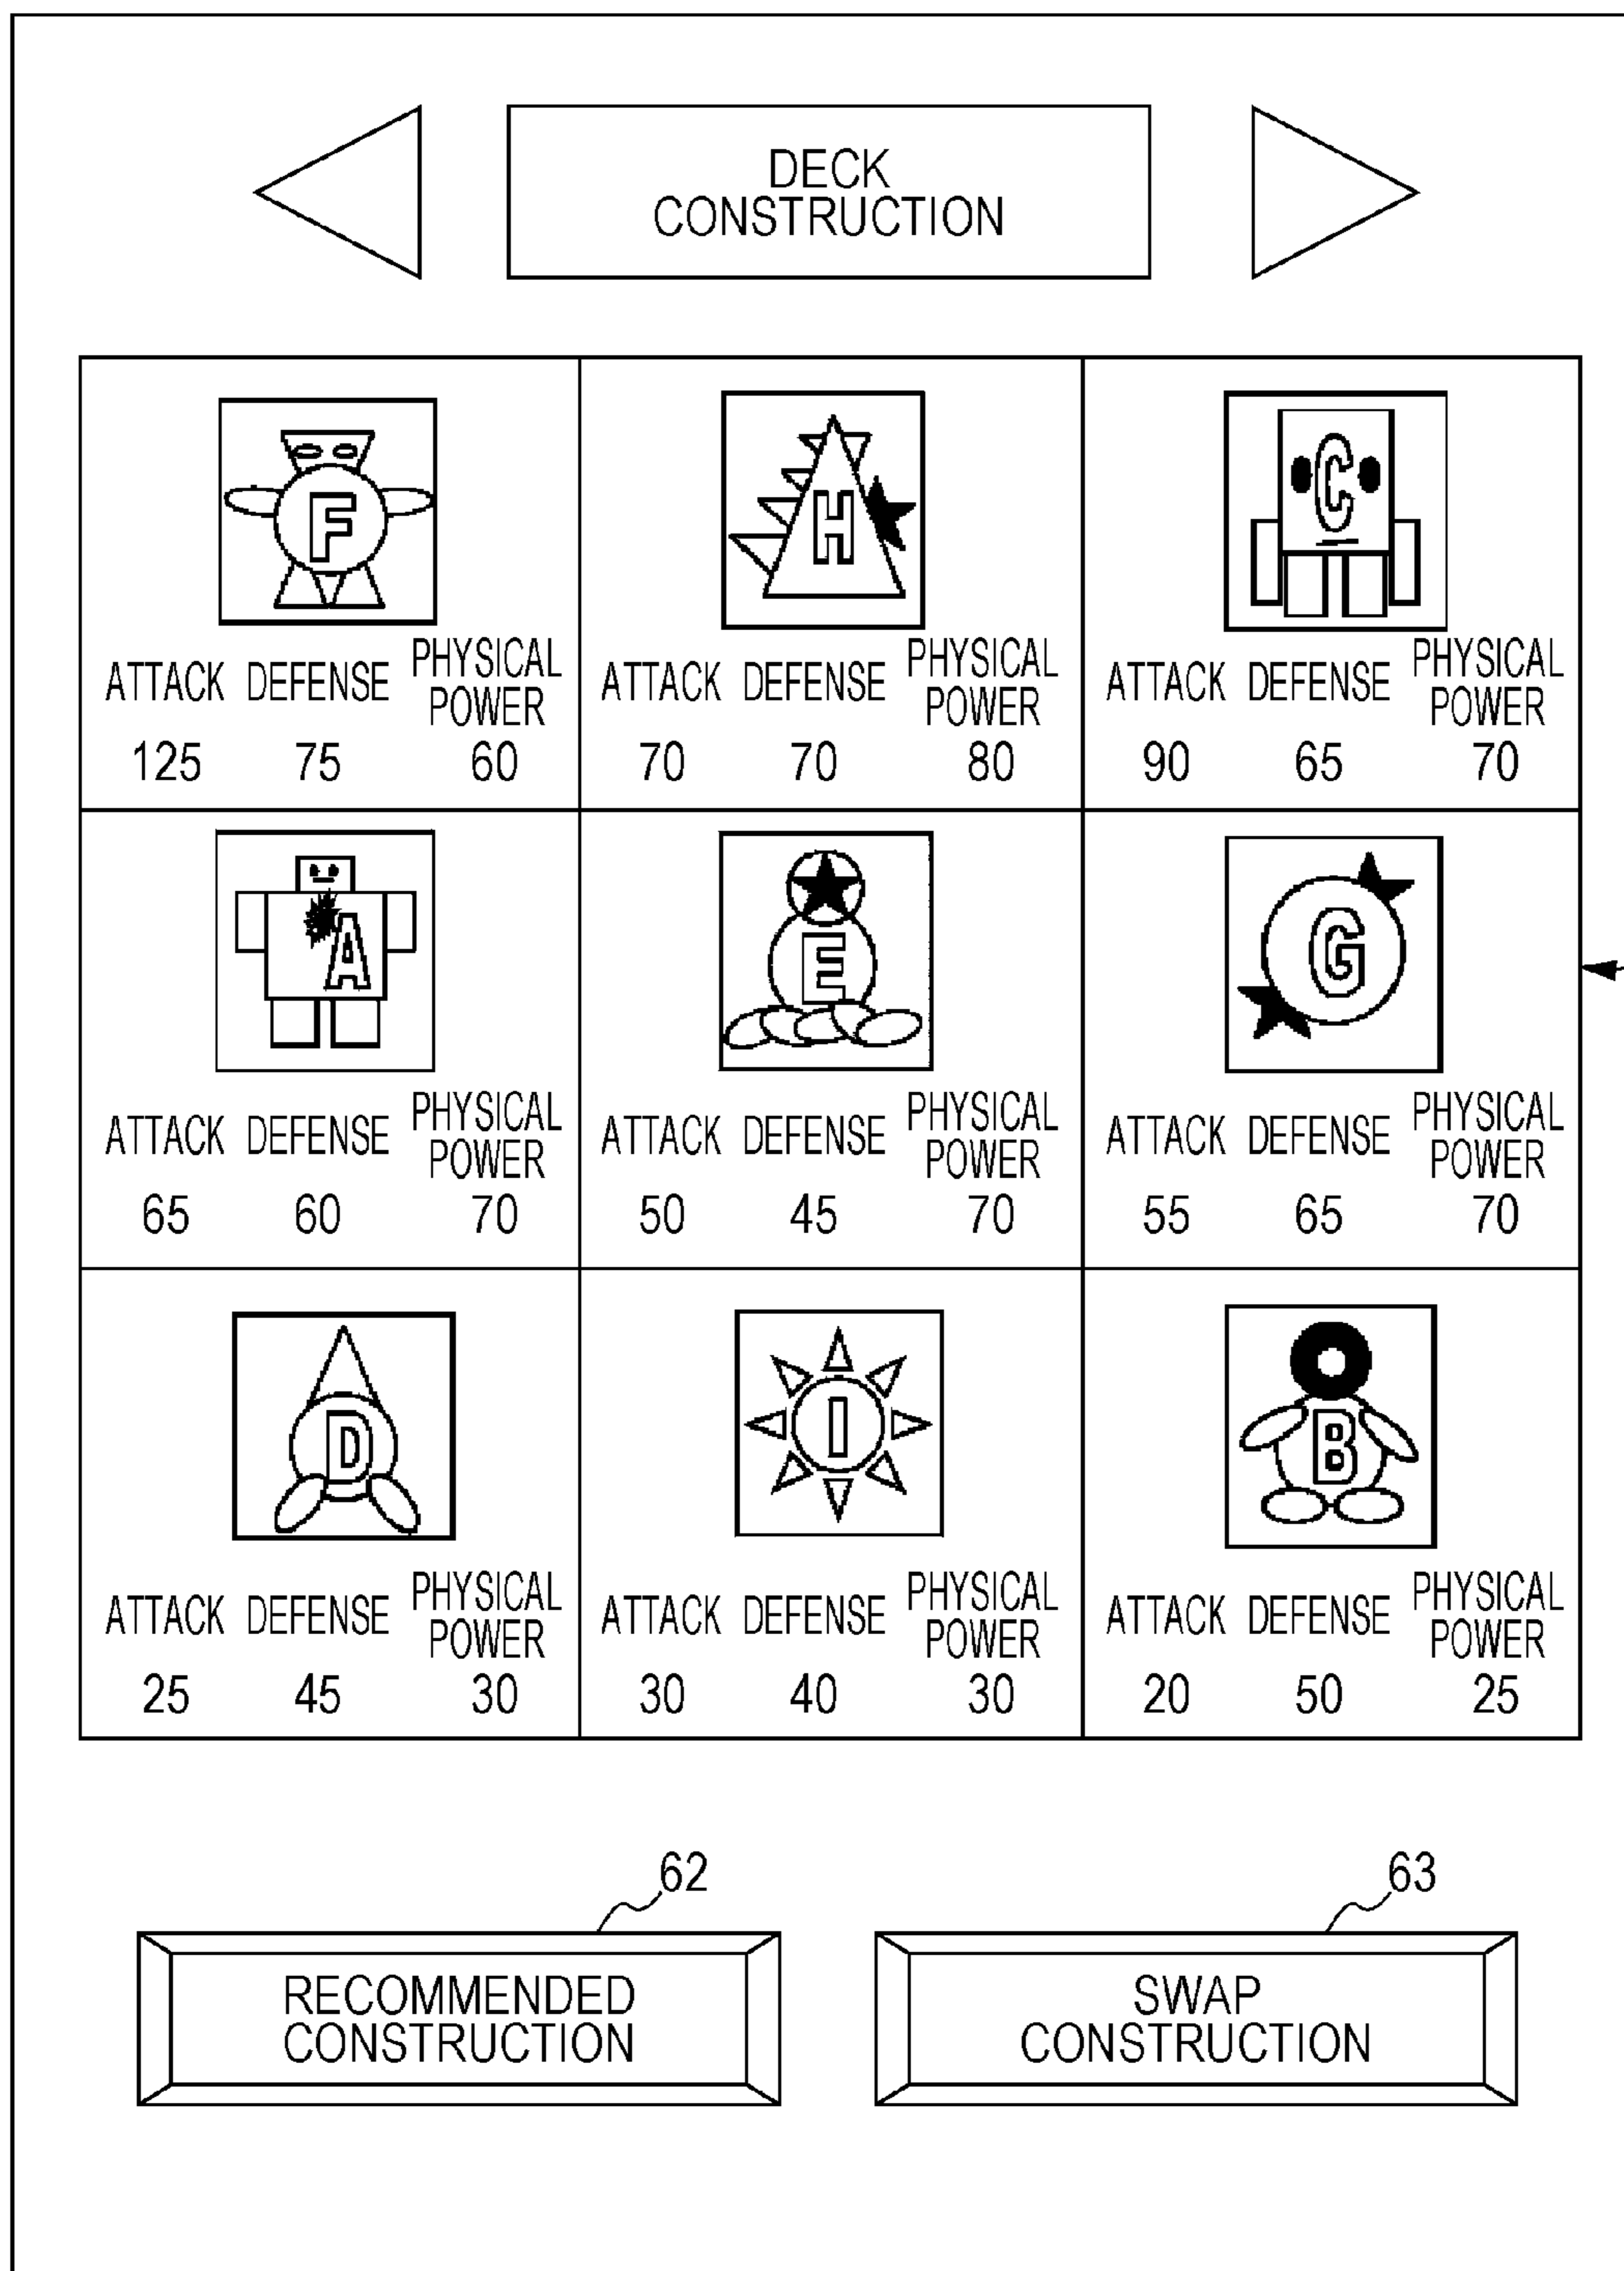 DECK
CONSTRUCTION
F
H
C
ATTACK DEFENSE PHYSICAL POWER ATTACK DEFENSE PHYSICAL POWER ATTACK DEFENSE PHYSICAL POWER
125 75 60 70 70 80 90 65 70
A
E
G
ATTACK DEFENSE PHYSICAL POWER ATTACK DEFENSE PHYSICAL POWER ATTACK DEFENSE PHYSICAL POWER
65 60 70 50 45 70 55 65 70
D
I
B
ATTACK DEFENSE PHYSICAL POWER ATTACK DEFENSE PHYSICAL POWER ATTACK DEFENSE PHYSICAL POWER
25 45 30 30 40 30 20 50 25
62
63
RECOMMENDED
CONSTRUCTION
SWAP
CONSTRUCTION